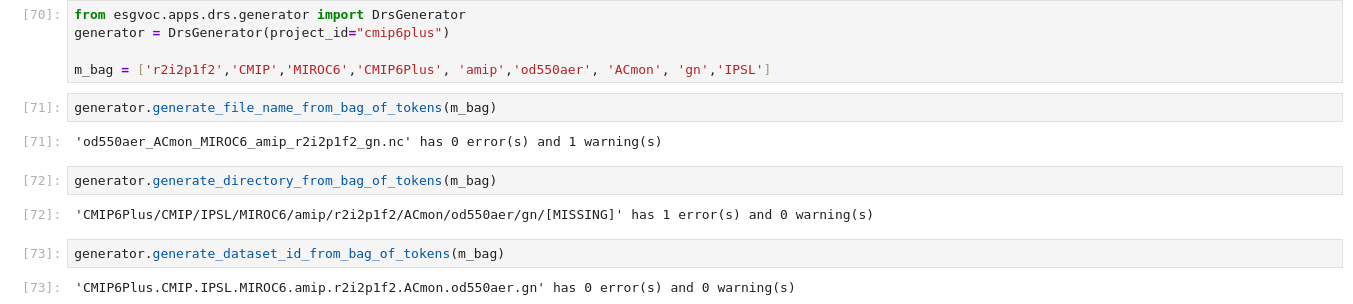 [70]: from esgvoc.apps.drs.generator import DrsGenerator
generator = DrsGenerator(project_id="cmip6plus")
m_bag = ['r2i2p1f2','CMIP','MIROC6','CMIP6Plus', 'amip','od550aer', 'ACmon', 'gn','IPSL']
[71]: generator.generate_file_name_from_bag_of_tokens(m_bag)
[71]: 'od550aer_ACmon_MIROC6_amip_r2i2p1f2_gn.nc' has 0 error(s) and 1 warning(s)
[72]: generator.generate_directory_from_bag_of_tokens(m_bag)
[72]: 'CMIP6Plus/CMIP/IPSL/MIROC6/amip/r2i2p1f2/ACmon/od550aer/gn/[MISSING]' has 1 error(s) and 0 warning(s)
[73]: generator.generate_dataset_id_from_bag_of_tokens(m_bag)
[73]: 'CMIP6Plus.CMIP.IPSL.MIROC6.amip.r2i2p1f2.ACmon.od550aer.gn' has 0 error(s) and 0 warning(s)